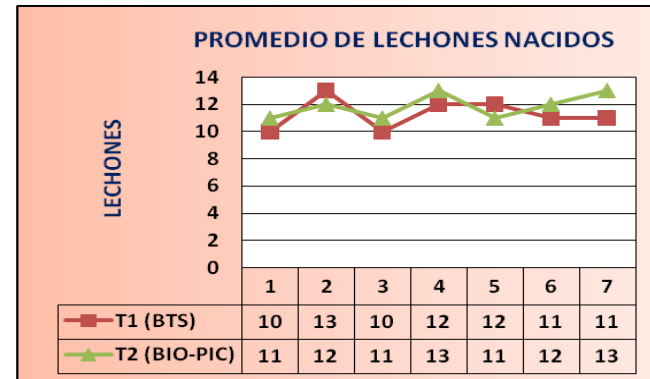 PROMEDIO DE LECHONES NACIDOS
LECHONES
14
12
10
8
6
4
2
0
1 2 3 4 5 6 7
T1 (BTS) 10 13 10 12 12 11 11
T2 (BIO-PIC) 11 12 11 13 11 12 13